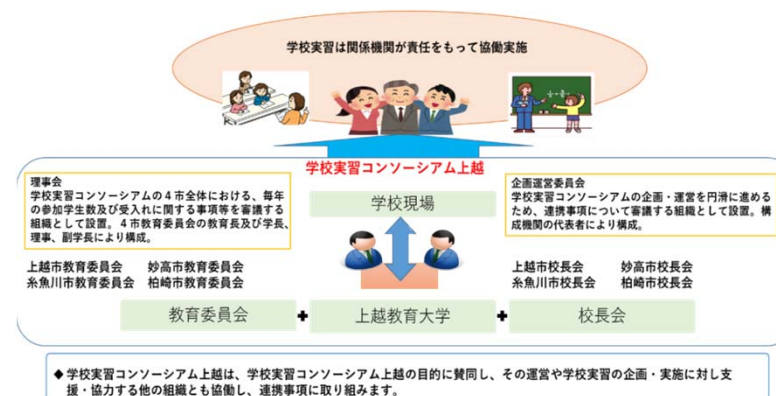 学校実習は関係機関が責任をもって協働実施
学校実習コンソーシアム上越
理事会
学校実習コンソーシアムの4市全体における、毎年
の参加学生数及び受入れに関する事項等を審議する
組織として設置。4市教育委員会の教育長及び学長、
理事、副学長により構成。
学校現場
企画運営委員会
学校実習コンソーシアムの企画・運営を円滑に進める
ため、連携事項について審議する組織として設置。構
成機関の代表者により構成。
上越市教育委員会 妙高市教育委員会
糸魚川市教育委員会 柏崎市教育委員会
上越市校長会 妙高市校長会
糸魚川市校長会 柏崎市校長会
教育委員会 + 上越教育大学 + 校長会
◆ 学校実習コンソーシアム上越は、学校実習コンソーシアム上越の目的に賛同し、その運営や学校実習の企画・実施に対し支
援・協力する他の組織とも協働し、連携事項に取り組みます。